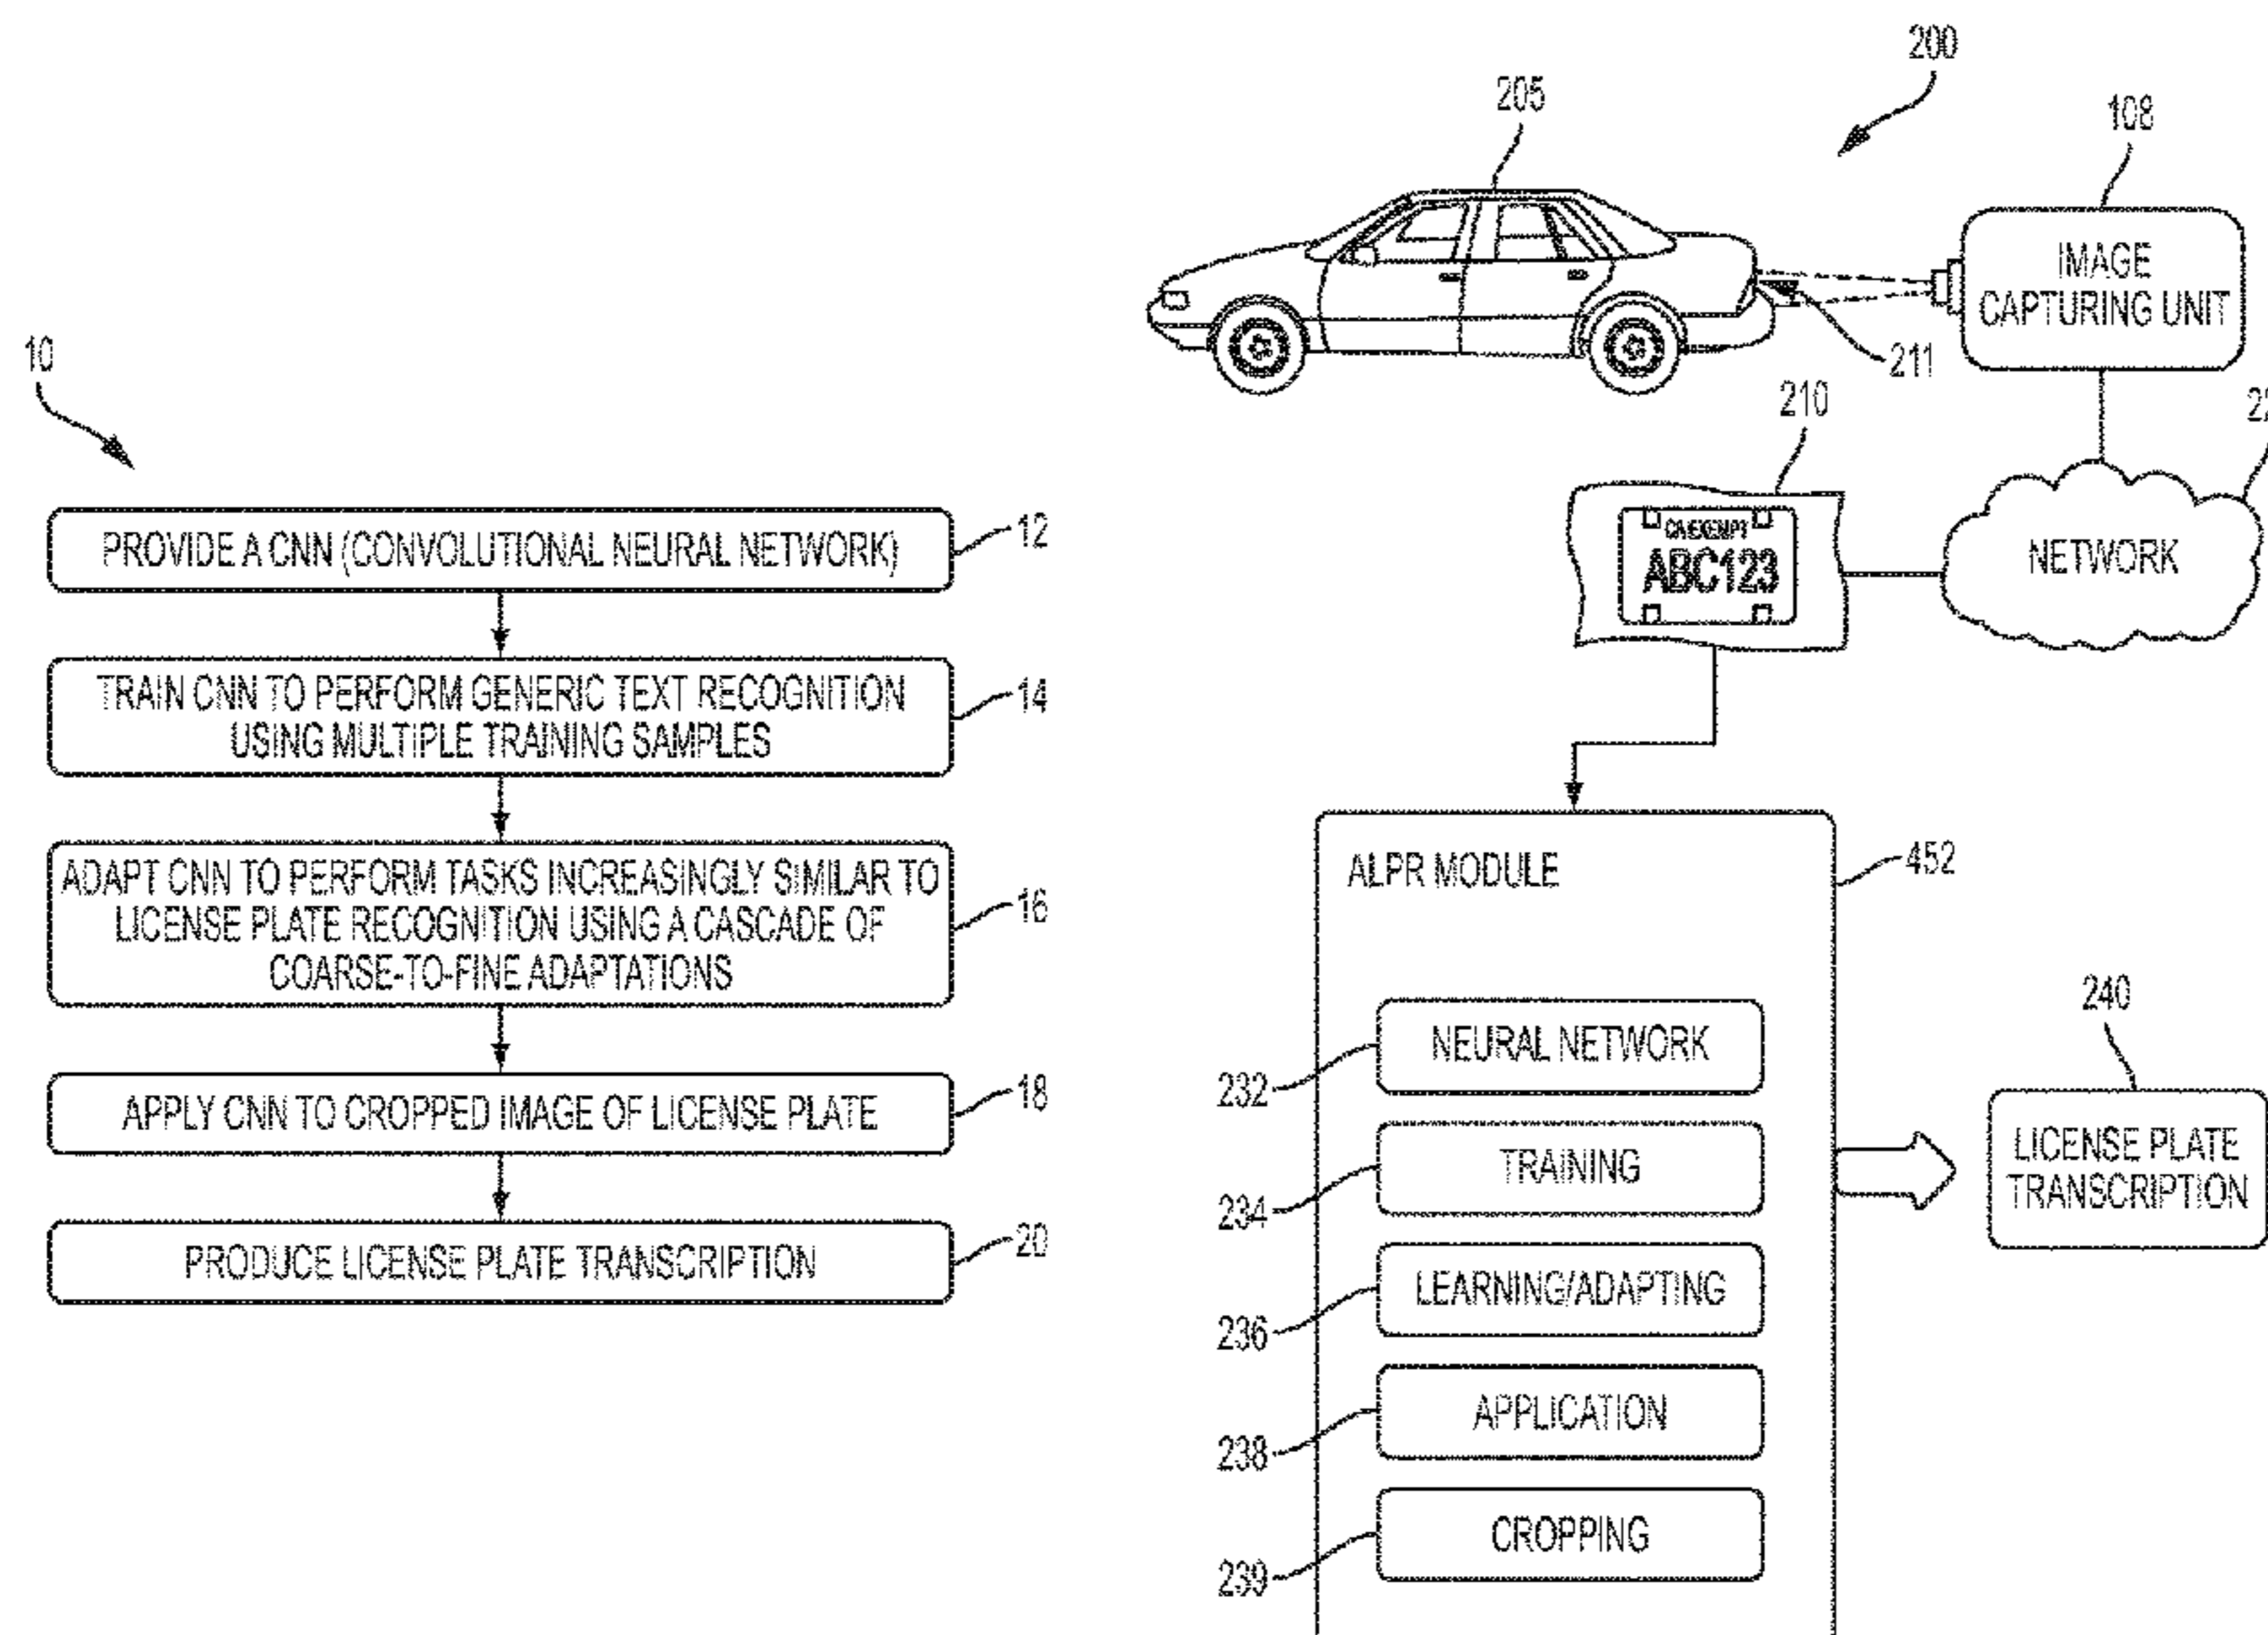 10
PROVIDE A CNN (CONVOLUTIONAL NEURAL NETWORK)
12
TRAIN CNN TO PERFORM GENERIC TEXT RECOGNITION
USING MULTIPLE TRAINING SAMPLES
14
ADAPT CNN TO PERFORM TASKS INCREASINGLY SIMILAR TO
LICENSE PLATE RECOGNITION USING A CASCADE OF
COARSE-TO-FINE ADAPTATIONS
16
APPLY CNN TO CROPPED IMAGE OF LICENSE PLATE
18
PRODUCE LICENSE PLATE TRANSCRIPTION
20
200
205
108
IMAGE
CAPTURING UNIT
211
210
CA EXEMPT
ABC123
NETWORK
ALPR MODULE
452
NEURAL NETWORK
232
TRAINING
234
LEARNING/ADAPTING
236
APPLICATION
238
CROPPING
239
240
LICENSE PLATE
TRANSCRIPTION